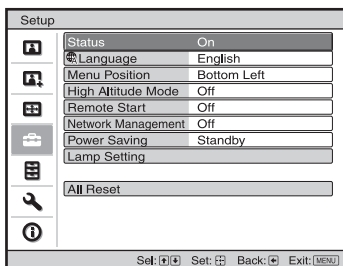 Setup
Status On
Language English
Menu Position Bottom Left
High Altitude Mode Off
Remote Start Off
Network Management Off
Power Saving Standby
Lamp Setting
All Reset
Sel: Set: Back: Exit: MENU